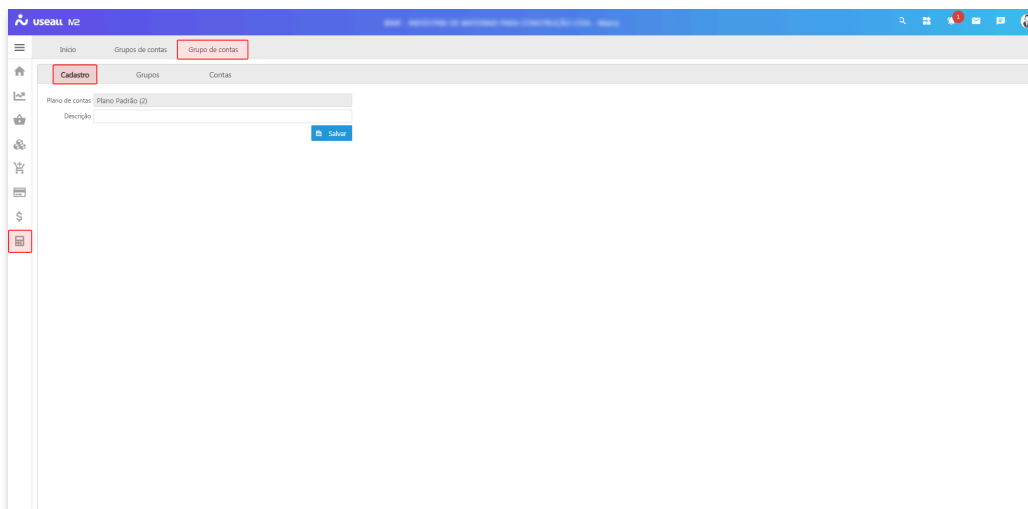 useall M2
1
Início Grupos de contas Grupo de contas
Cadastro Grupos Contas
Plano de contas Plano Padrão (2)
Descrição
Salvar